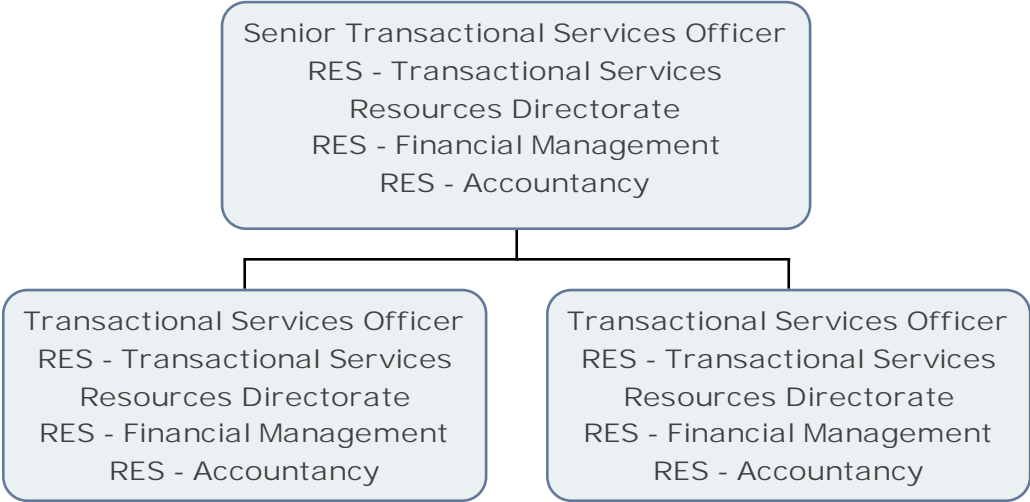 Senior Transactional Services Officer
RES - Transactional Services
Resources Directorate
RES - Financial Management
RES - Accountancy
Transactional Services Officer
RES - Transactional Services
Resources Directorate
RES - Financial Management
RES - Accountancy
Transactional Services Officer
RES - Transactional Services
Resources Directorate
RES - Financial Management
RES - Accountancy